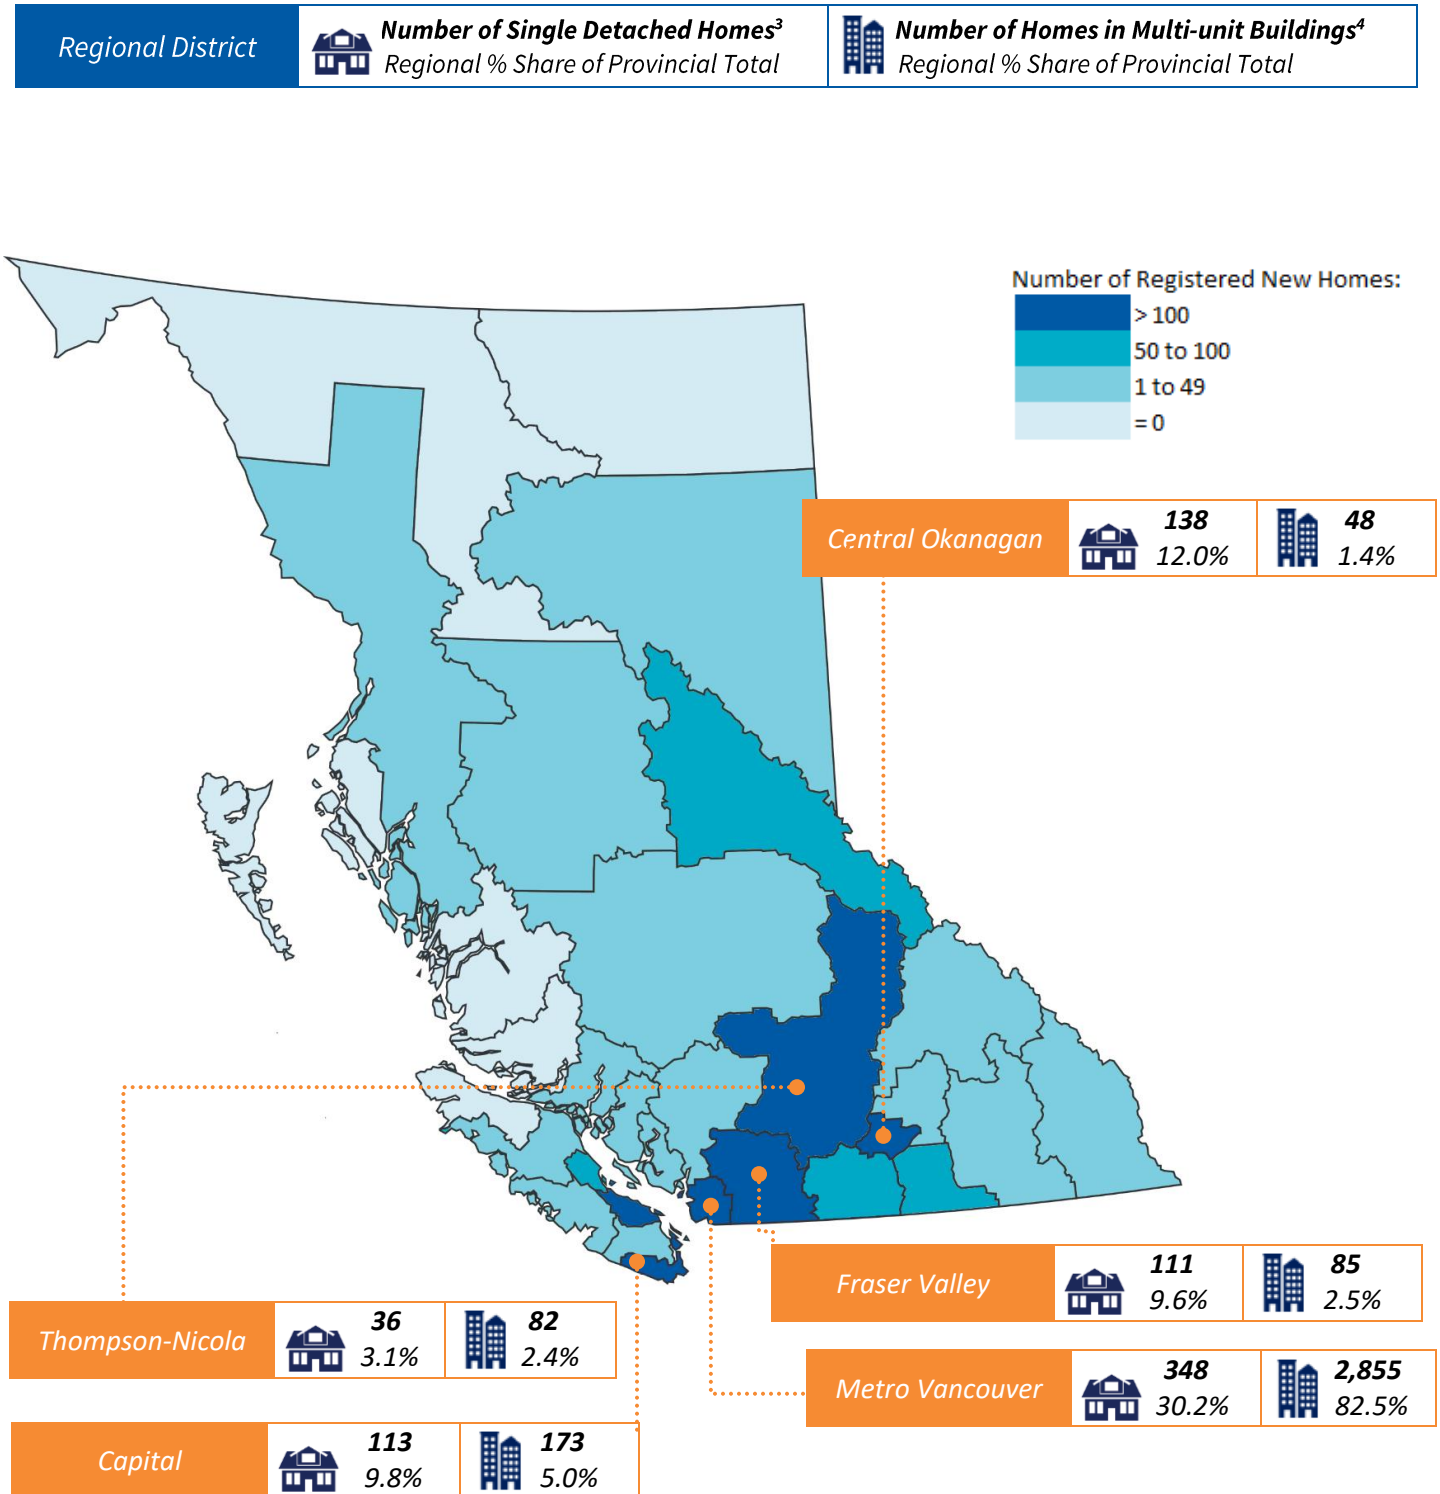 Regional District
Number of Single Detached Homes³
Regional % Share of Provincial Total
Number of Homes in Multi-unit Buildings⁴
Regional % Share of Provincial Total
Number of Registered New Homes:
> 100
50 to 100
1 to 49
= 0
Central Okanagan
138
12.0%
48
1.4%
Fraser Valley
111
9.6%
85
2.5%
Thompson-Nicola
36
3.1%
82
2.4%
Metro Vancouver
348
30.2%
2,855
82.5%
Capital
113
9.8%
173
5.0%